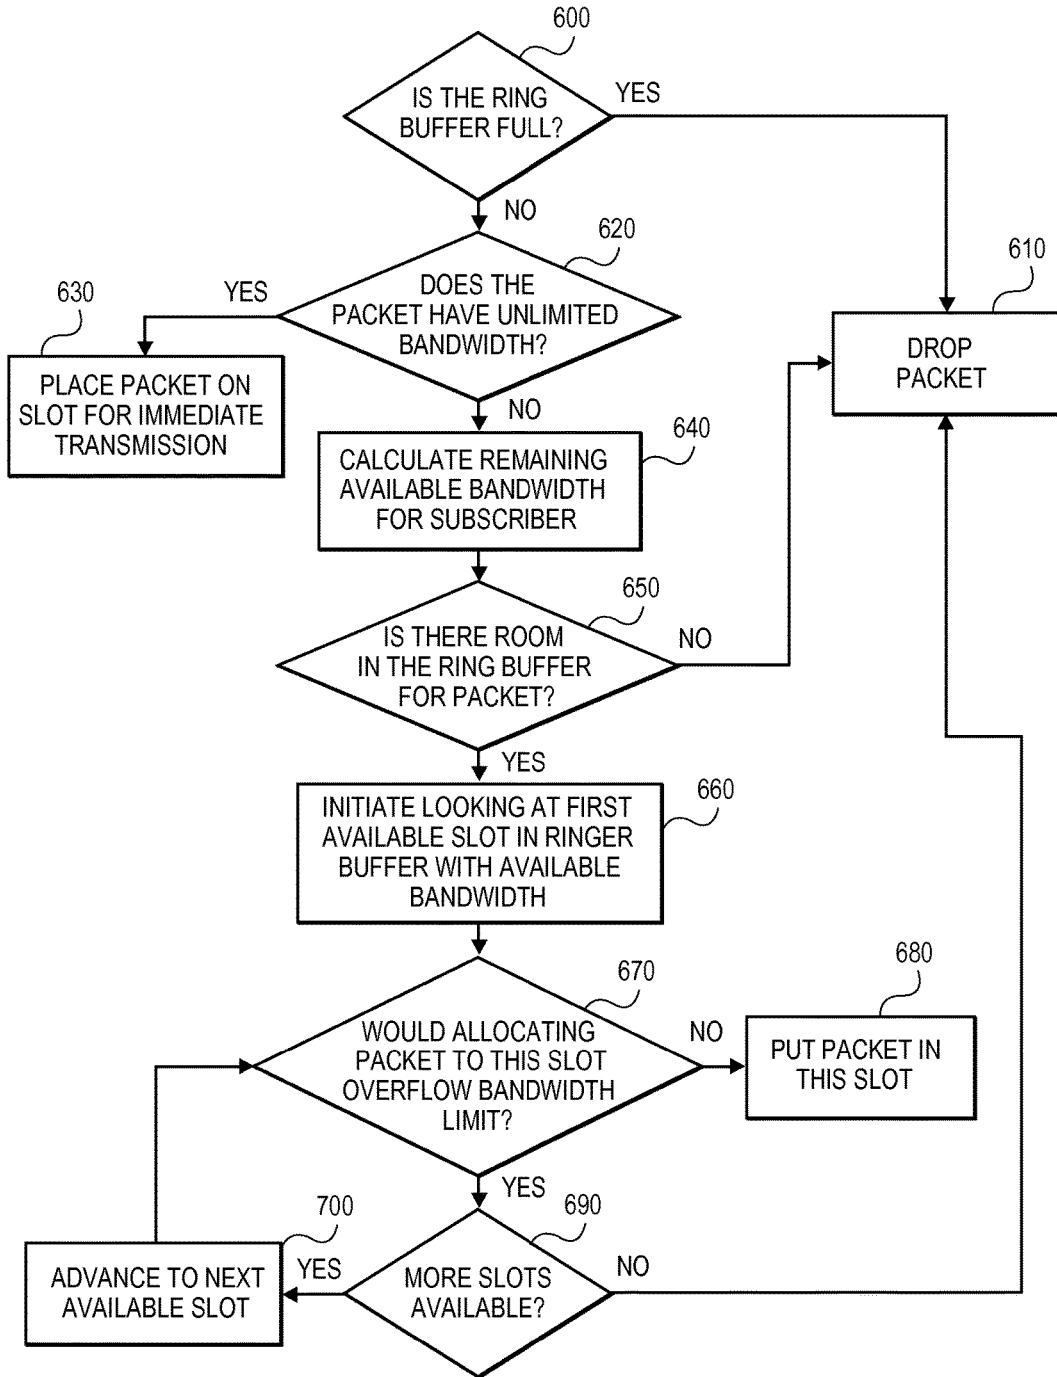 600
IS THE RING
BUFFER FULL?
YES
NO
620
DOES THE
PACKET HAVE UNLIMITED
BANDWIDTH?
YES
630
PLACE PACKET ON
SLOT FOR IMMEDIATE
TRANSMISSION
610
DROP
PACKET
NO
640
CALCULATE REMAINING
AVAILABLE BANDWIDTH
FOR SUBSCRIBER
650
IS THERE ROOM
IN THE RING BUFFER
FOR PACKET?
NO
YES
660
INITIATE LOOKING AT FIRST
AVAILABLE SLOT IN RINGER
BUFFER WITH AVAILABLE
BANDWIDTH
670
WOULD ALLOCATING
PACKET TO THIS SLOT
OVERFLOW BANDWIDTH
LIMIT?
NO
680
PUT PACKET IN
THIS SLOT
YES
690
MORE SLOTS
AVAILABLE?
NO
YES
700
ADVANCE TO NEXT
AVAILABLE SLOT